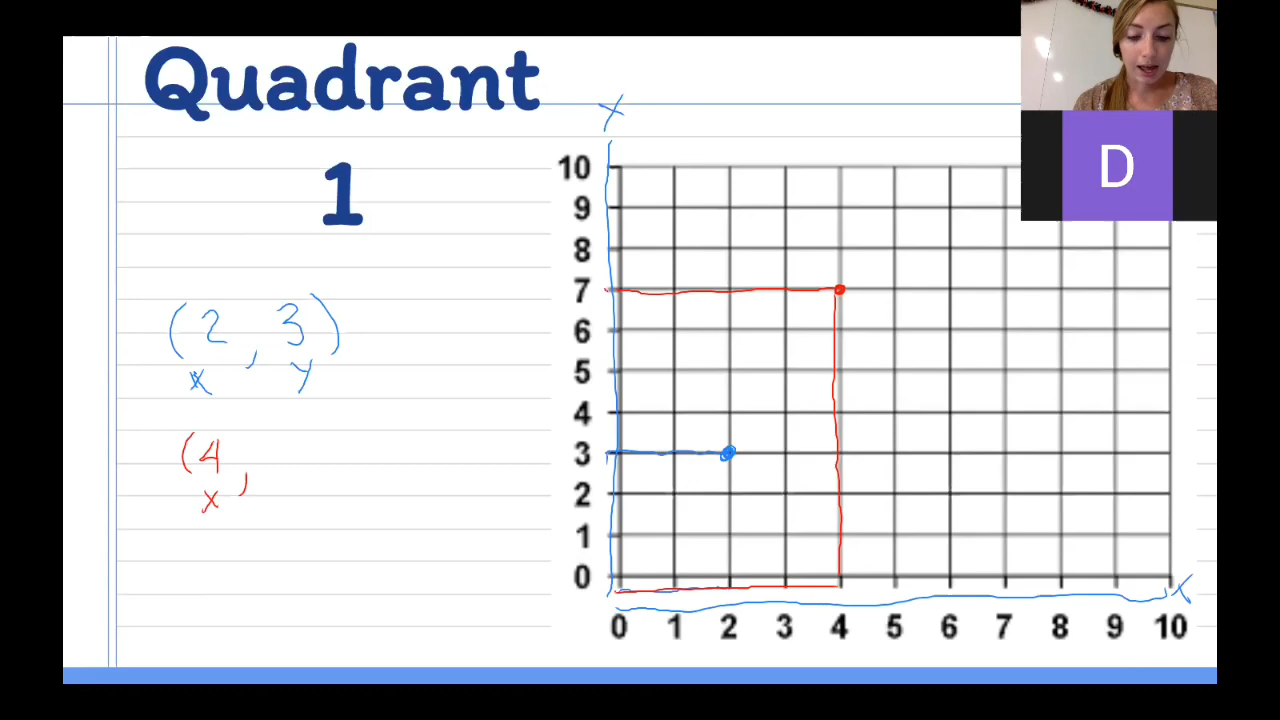 Quadrant
1
(2, 3)
x y
(4,
x
Y
10
9
8
7
6
5
4
3
2
1
0
x
0 1 2 3 4 5 6 7 8 9 10
D